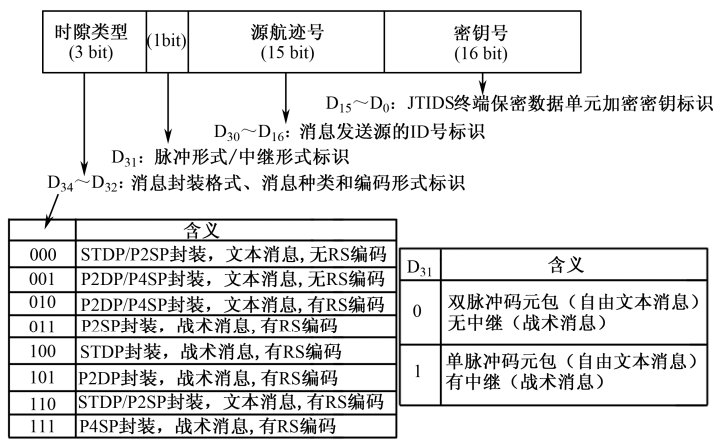 时隙类型 (1bit) 源航迹号 密钥号
(3 bit) (15 bit) (16 bit)
D15～D0：JTIDS终端保密数据单元加密密钥标识
D30～D16：消息发送源的ID号标识
D31：脉冲形式/中继形式标识
D34～D32：消息封装格式、消息种类和编码形式标识
含义
000 STDP/P2SP封装，文本消息,无RS编码
001 P2DP/P4SP封装，文本消息,无RS编码
010 P2DP/P4SP封装，文本消息,有RS编码
011 P2SP封装，战术消息,有RS编码
100 STDP封装，战术消息,有RS编码
101 P2DP封装，战术消息,有RS编码
110 STDP/P2SP封装，文本消息,有RS编码
111 P4SP封装，战术消息,有RS编码
D31 含义
0 双脉冲码元包（自由文本消息）
无中继（战术消息）
1 单脉冲码元包（自由文本消息）
有中继（战术消息）